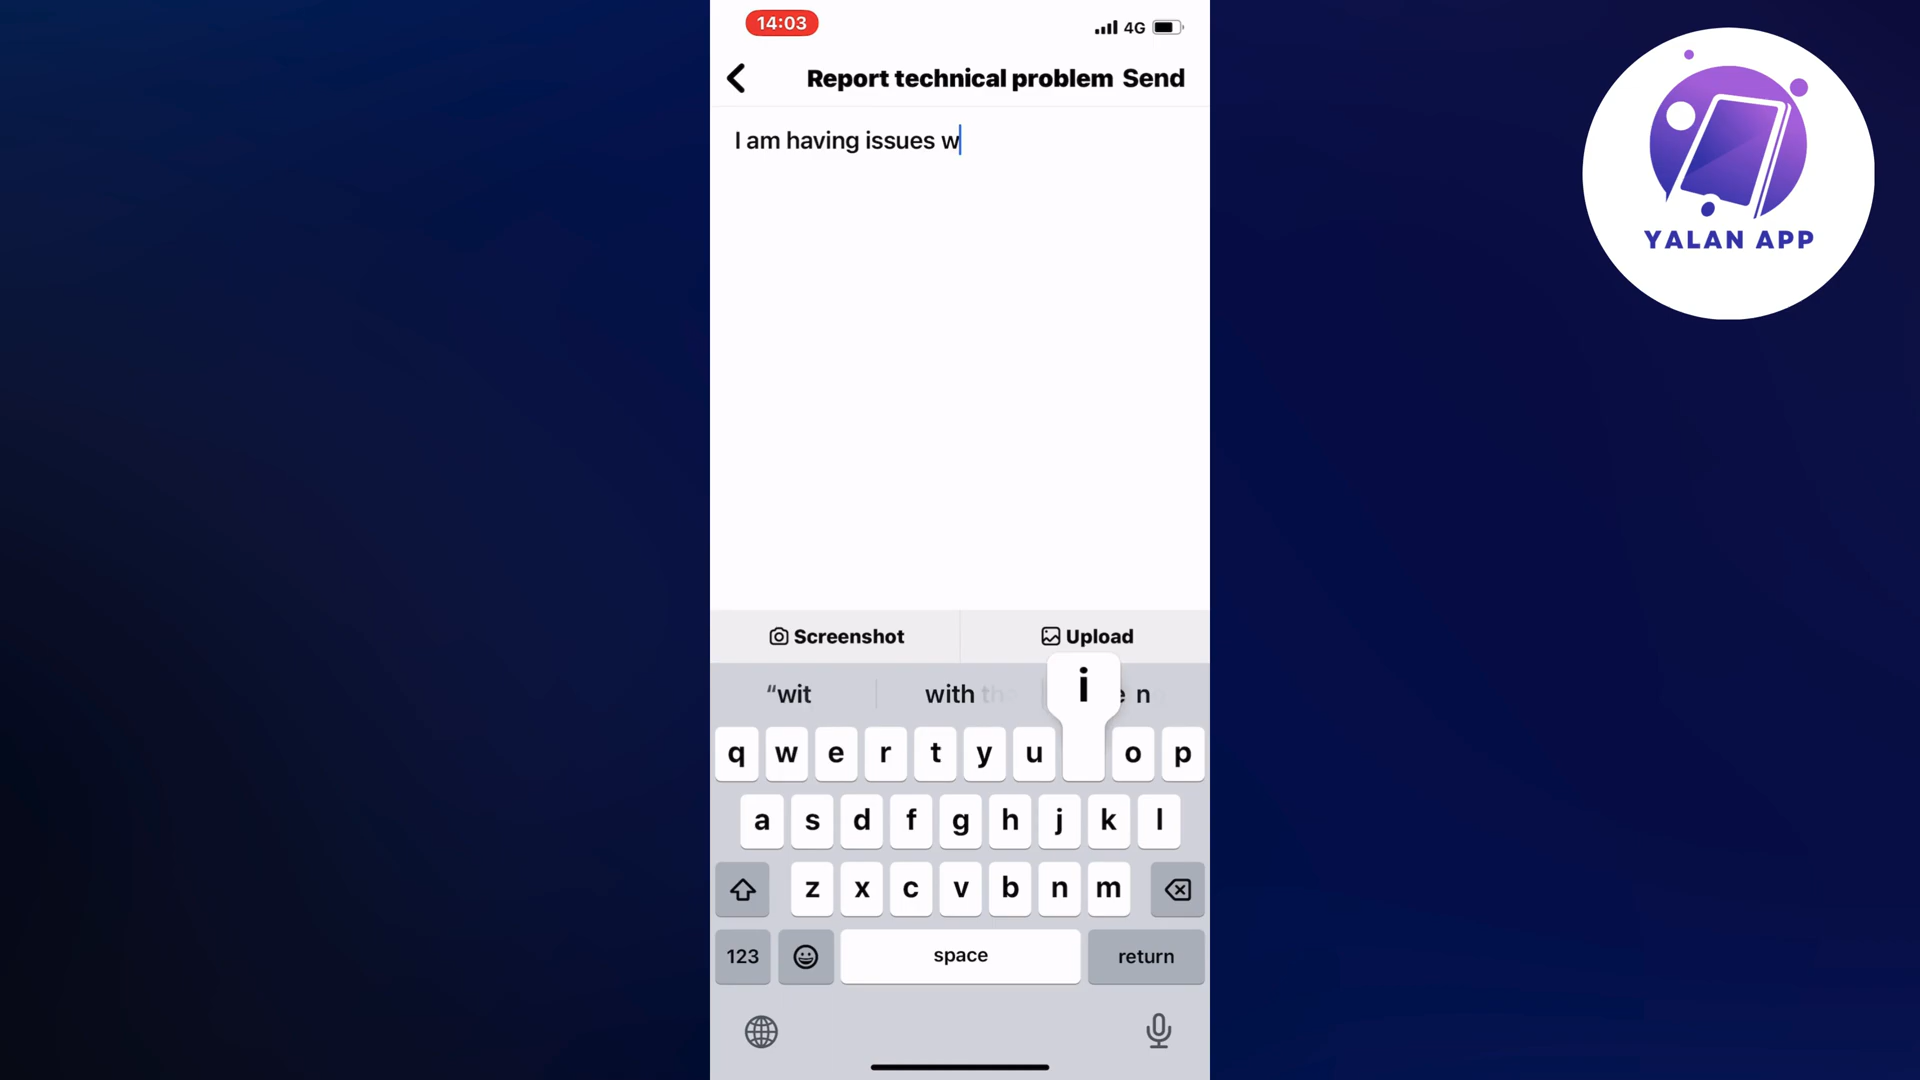 14:03
4G
Report technical problem Send
I am having issues w
YALAN APP
Screenshot
Upload
“wit
with
i
q w e r t y u o p
a s d f g h j k l
z x c v b n m
123
space
return